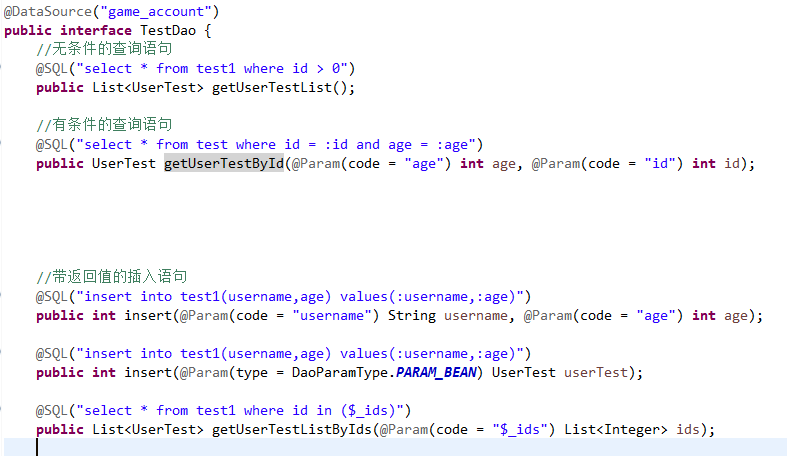 @DataSource("game_account")
public interface TestDao {
//无条件的查询语句
@SQL("select * from test1 where id > 0")
public List<UserTest> getUserTestList();
//有条件的查询语句
@SQL("select * from test where id = :id and age = :age")
public UserTest getUserTestById(@Param(code = "age") int age, @Param(code = "id") int id);
//带返回值的插入语句
@SQL("insert into test1(username,age) values(:username,:age)")
public int insert(@Param(code = "username") String username, @Param(code = "age") int age);
@SQL("insert into test1(username,age) values(:username,:age)")
public int insert(@Param(type = DaoParamType.PARAM_BEAN) UserTest userTest);
@SQL("select * from test1 where id in ($_ids)")
public List<UserTest> getUserTestListByIds(@Param(code = "$_ids") List<Integer> ids);